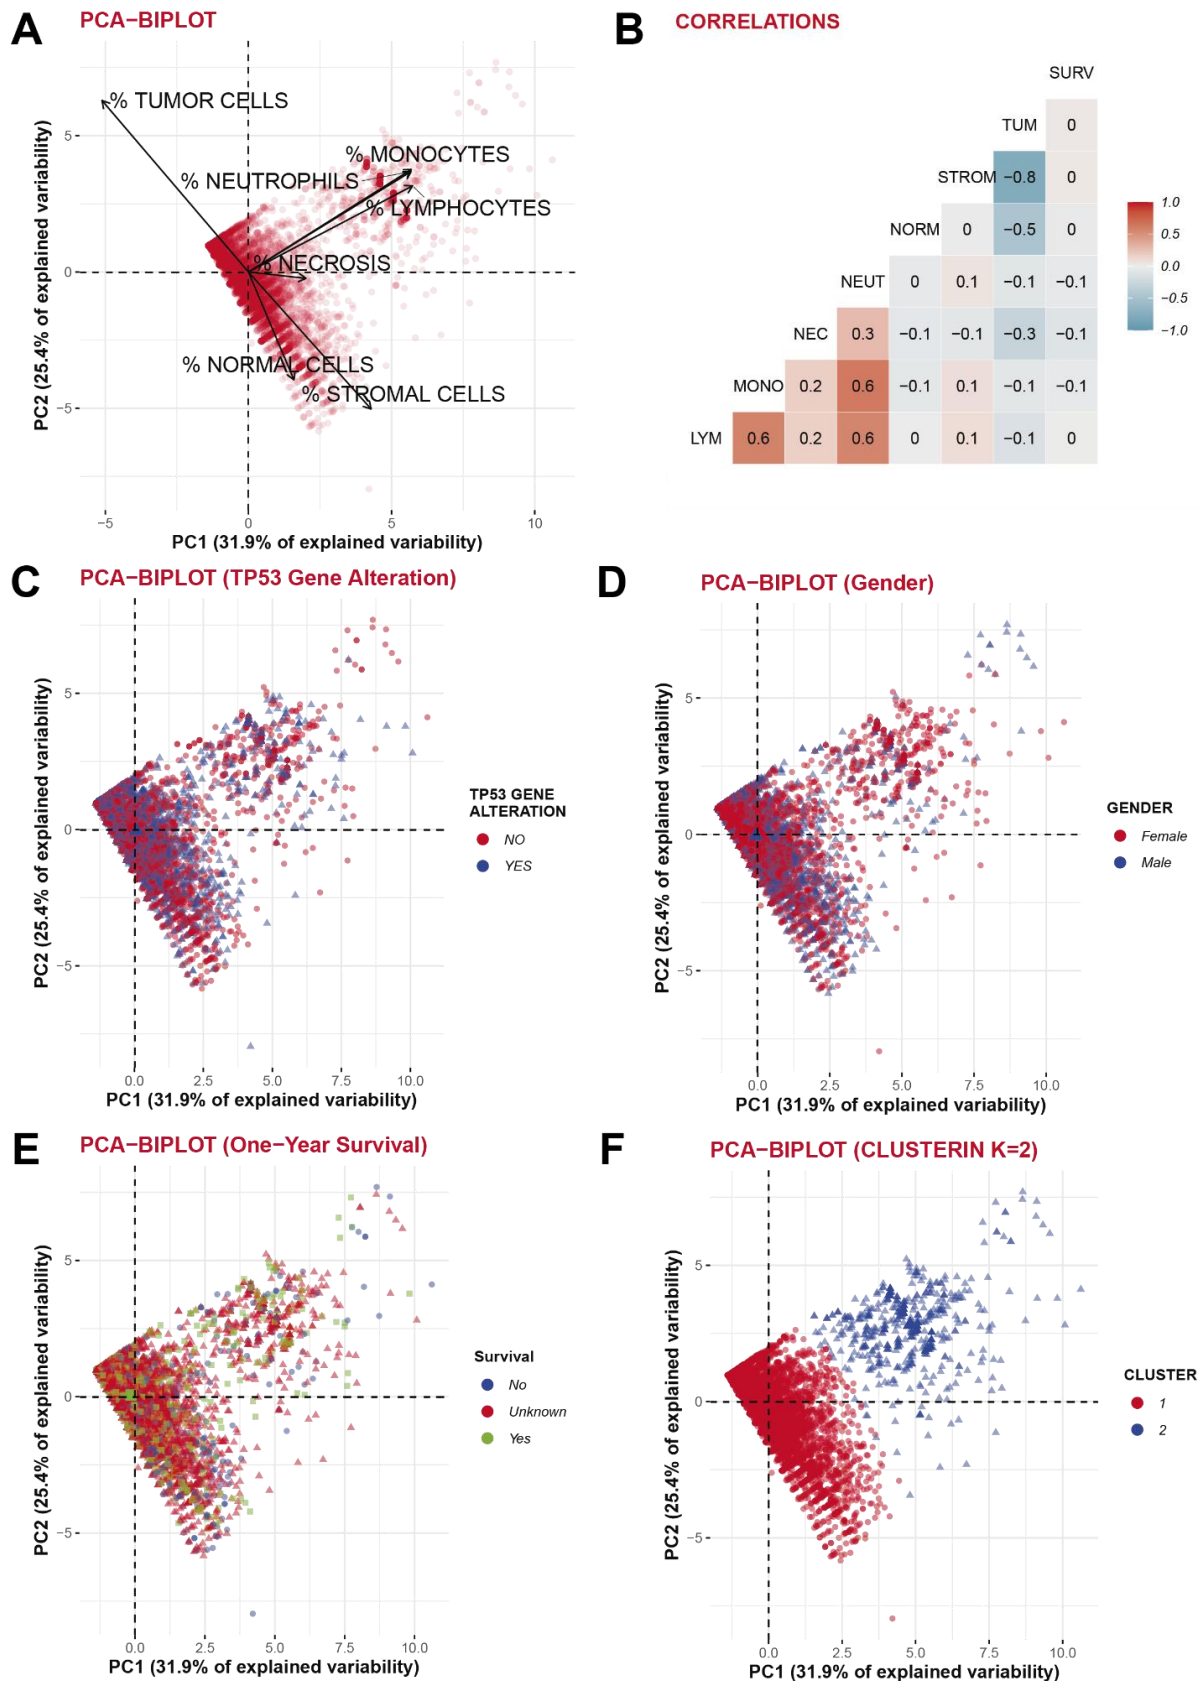 A
PCA−BIPLOT
% TUMOR CELLS
% MONOCYTES
% NEUTROPHILS
% LYMPHOCYTES
% NECROSIS
% NORMAL CELLS
% STROMAL CELLS
5
0
−5
−5
0
5
10
PC1 (31.9% of explained variability)
PC2 (25.4% of explained variability)
B
CORRELATIONS
SURV
TUM
0
STROM
−0.8
0
NORM
0
−0.5
0
NEUT
0
0.1
−0.1
−0.1
NEC
0.3
−0.1
−0.1
−0.3
−0.1
MONO
0.2
0.6
−0.1
0.1
−0.1
−0.1
LYM
0.6
0.2
0.6
0
0.1
−0.1
0
1.0
0.5
0.0
−0.5
−1.0
C
PCA−BIPLOT (TP53 Gene Alteration)
5
0
−5
0.0
2.5
5.0
7.5
10.0
PC1 (31.9% of explained variability)
PC2 (25.4% of explained variability)
TP53 GENE
ALTERATION
NO
YES
D
PCA−BIPLOT (Gender)
5
0
−5
0.0
2.5
5.0
7.5
10.0
PC1 (31.9% of explained variability)
PC2 (25.4% of explained variability)
GENDER
Female
Male
E
PCA−BIPLOT (One−Year Survival)
5
0
−5
0.0
2.5
5.0
7.5
10.0
PC1 (31.9% of explained variability)
PC2 (25.4% of explained variability)
Survival
No
Unknown
Yes
F
PCA−BIPLOT (CLUSTERIN K=2)
5
0
−5
0.0
2.5
5.0
7.5
10.0
PC1 (31.9% of explained variability)
PC2 (25.4% of explained variability)
CLUSTER
1
2